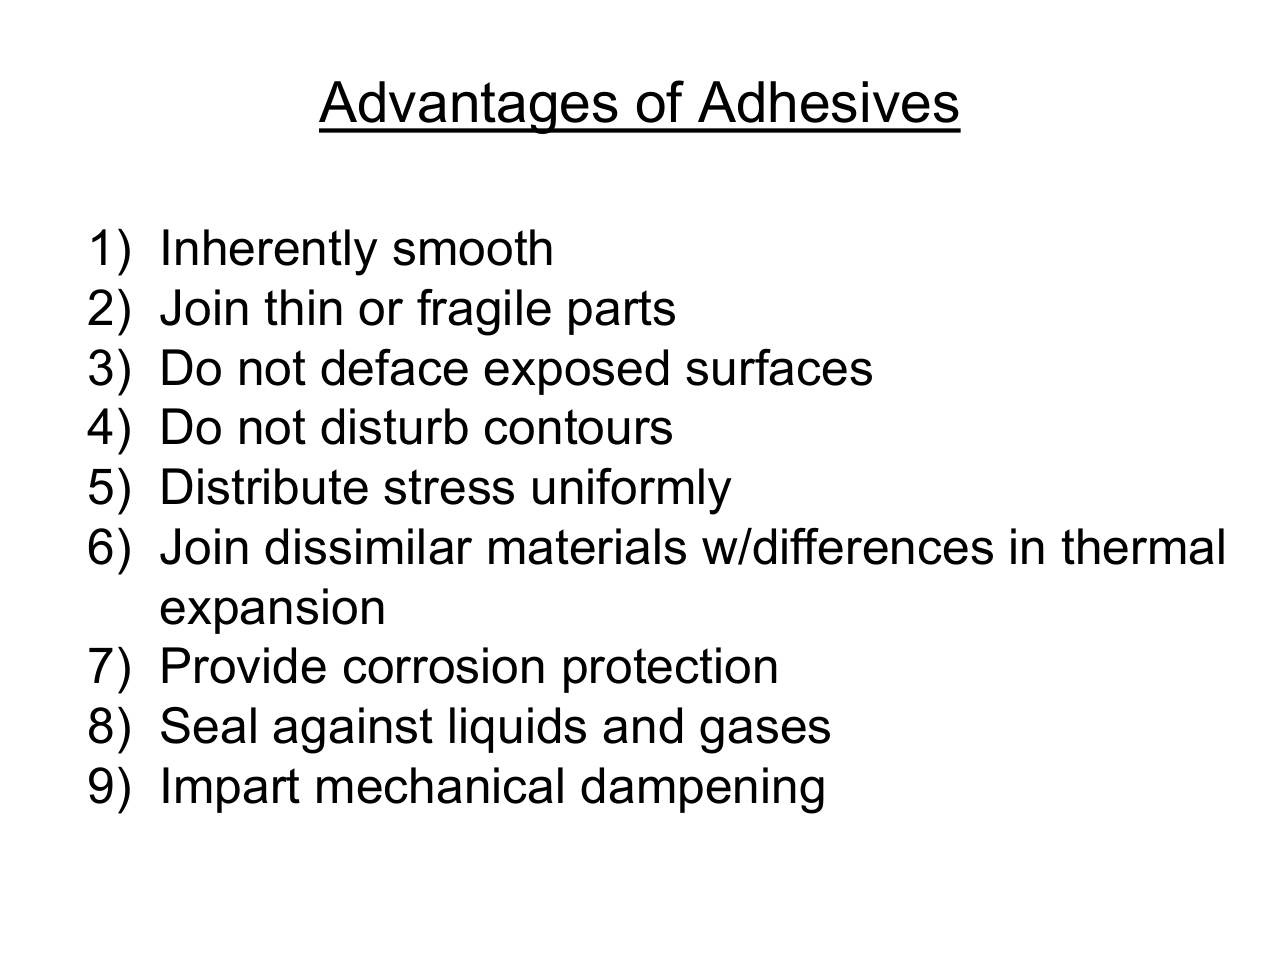 Advantages of Adhesives
1) Inherently smooth
2) Join thin or fragile parts
3) Do not deface exposed surfaces
4) Do not disturb contours
5) Distribute stress uniformly
6) Join dissimilar materials w/differences in thermal
expansion
7) Provide corrosion protection
8) Seal against liquids and gases
9) Impart mechanical dampening